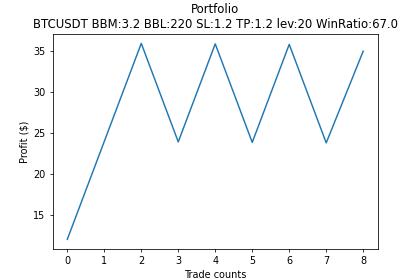 Portfolio
BTCUSDT BBM:3.2 BBL:220 SL:1.2 TP:1.2 lev:20 WinRatio:67.0
35
30
25
20
15
Profit ($)
0 1 2 3 4 5 6 7 8
Trade counts